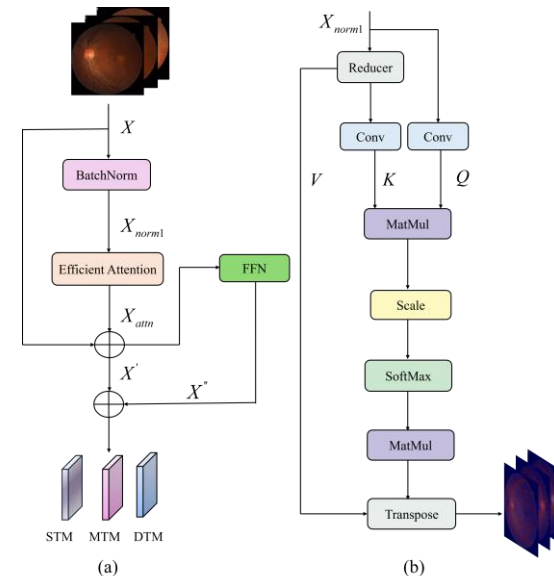 X
BatchNorm
X_norm1
Efficient Attention
FFN
X_attn
X'
X"
STM MTM DTM
(a)
X_norm1
Reducer
Conv Conv
V K Q
MatMul
Scale
SoftMax
MatMul
Transpose
(b)